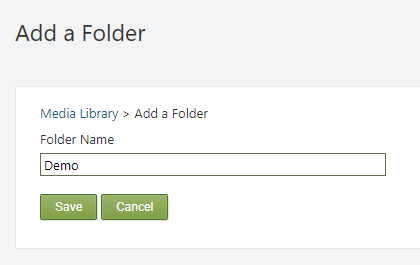 Add a Folder
Media Library > Add a Folder
Folder Name
Demo
Save Cancel